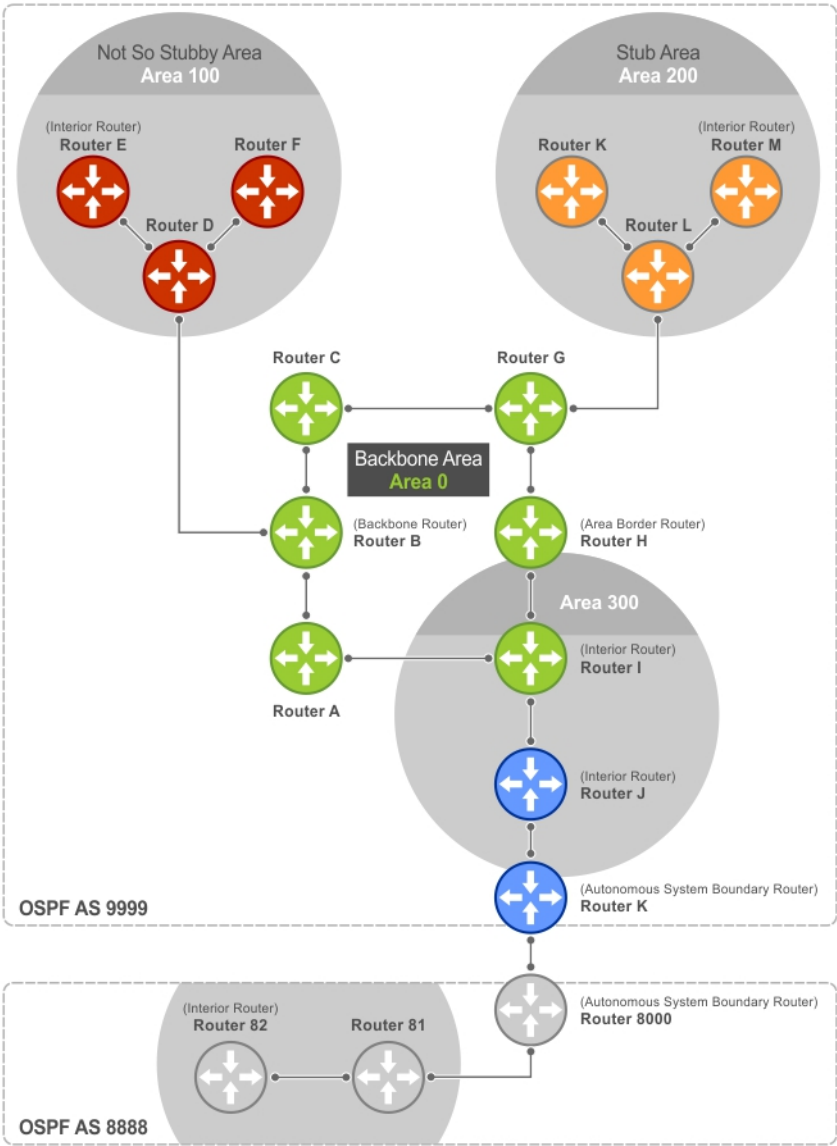 Not So Stubby Area
Area 100
Stub Area
Area 200
(Interior Router)
Router E
Router F
Router D
Router K
(Interior Router)
Router M
Router L
Router C
Router G
Backbone Area
Area 0
(Backbone Router)
Router B
(Area Border Router)
Router H
Area 300
(Interior Router)
Router I
Router A
(Interior Router)
Router J
(Autonomous System Boundary Router)
Router K
OSPF AS 9999
(Autonomous System Boundary Router)
Router 8000
(Interior Router)
Router 82
Router 81
OSPF AS 8888